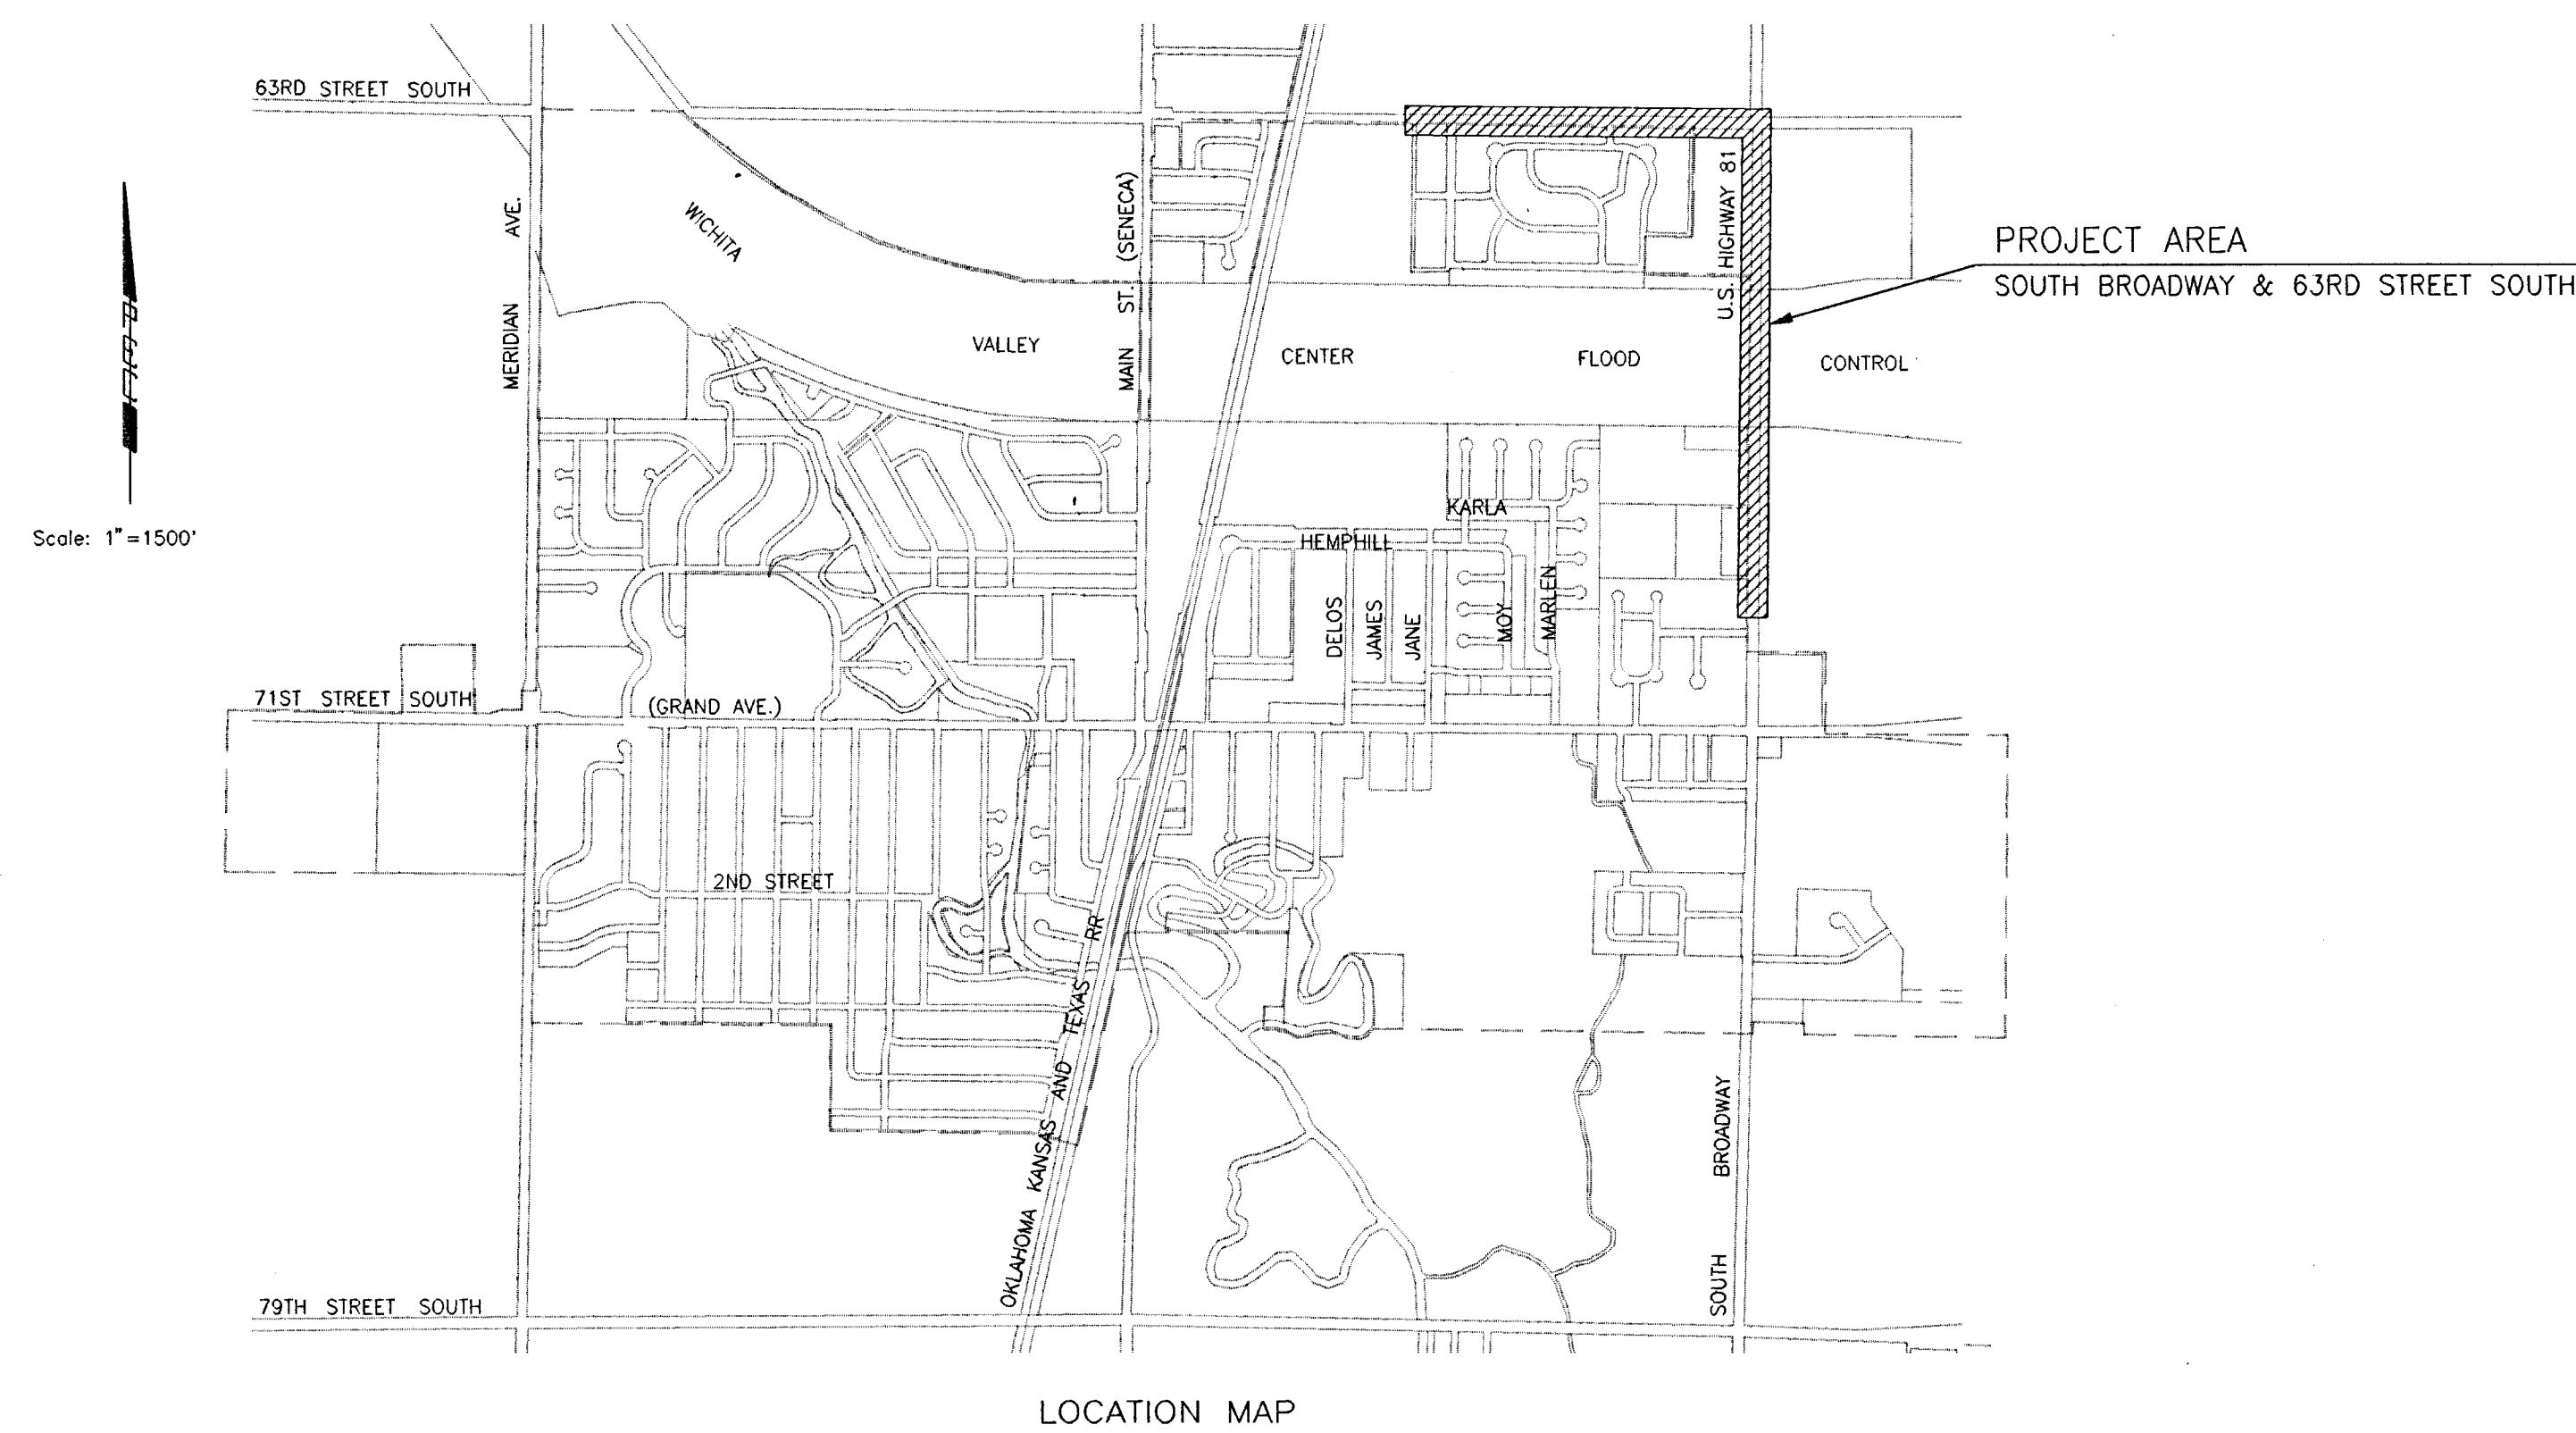 63RD STREET SOUTH
MERIDIAN AVE.
WICHITA
VALLEY
MAIN ST. (SENECA)
CENTER
FLOOD
U.S. HIGHWAY 81
CONTROL
PROJECT AREA
SOUTH BROADWAY & 63RD STREET SOUTH
Scale: 1"=1500'
KARLA
HEMPHILL
DELOS
JAMES
JANE
MOY
MARLEN
71ST STREET SOUTH
(GRAND AVE.)
2ND STREET
OKLAHOMA KANSAS AND TEXAS RR
SOUTH BROADWAY
79TH STREET SOUTH
LOCATION MAP